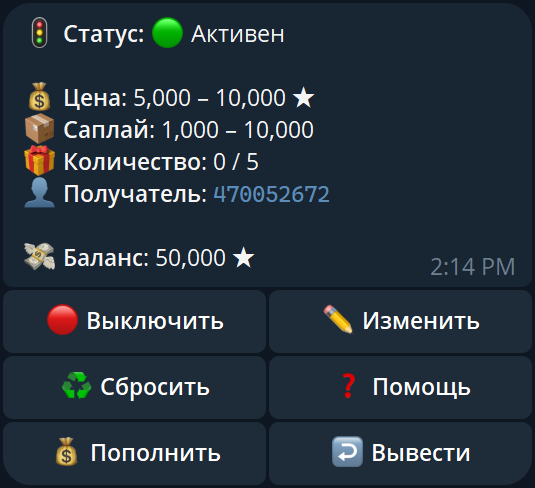 🚦 Статус: 🟢 Активен
💰 Цена: 5,000 – 10,000 ★
📦 Саплай: 1,000 – 10,000
🎁 Количество: 0 / 5
👤 Получатель: 470052672
💸 Баланс: 50,000 ★
2:14 PM
🔴 Выключить
✏️ Изменить
♻️ Сбросить
❓ Помощь
💰 Пополнить
↩️ Вывести